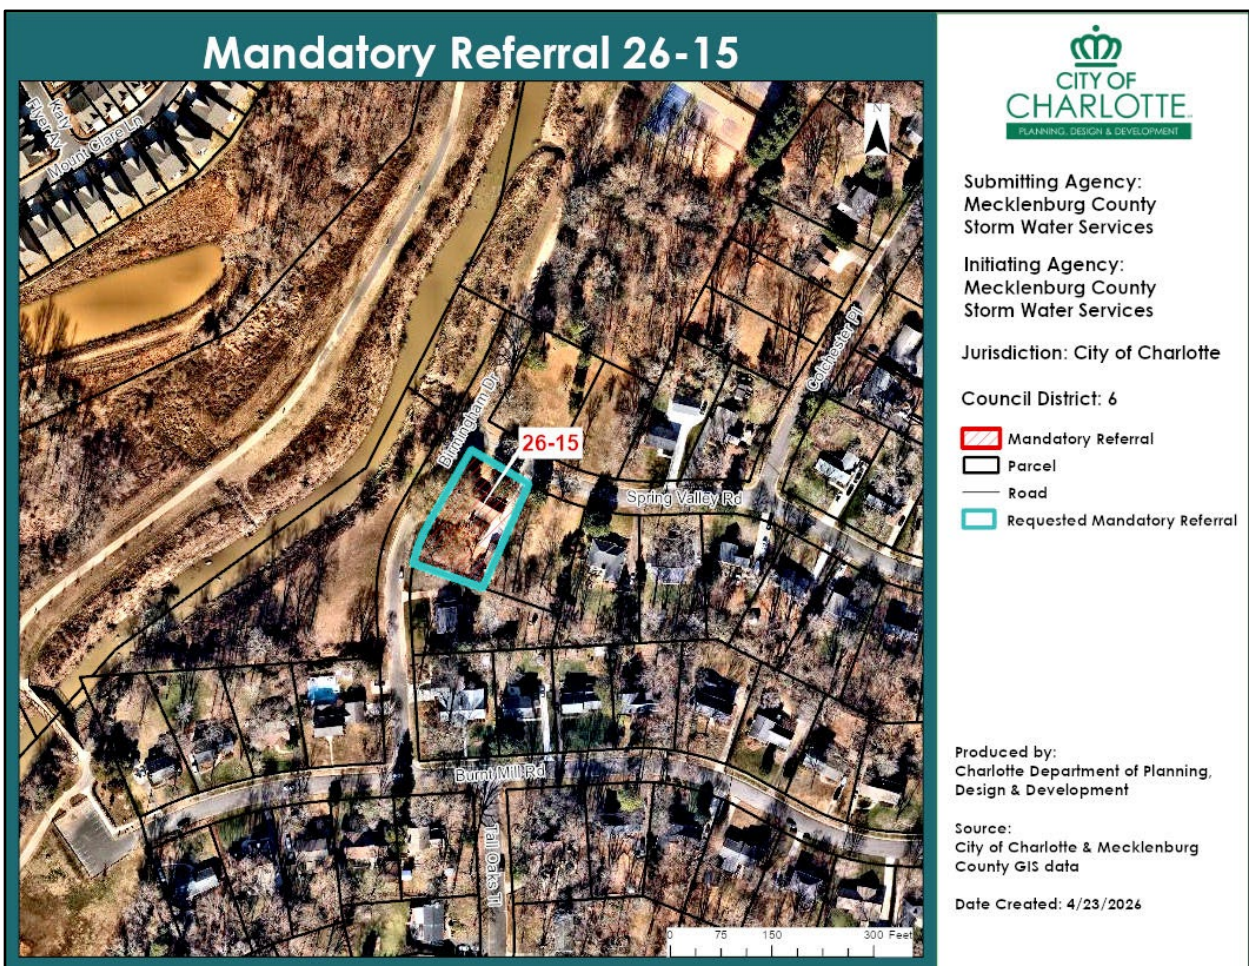 Mandatory Referral 26-15
Katy
Flyer Av
Mount Clare Ln
N
Colchester Pl
Birmingham Dr
26-15
Spring Valley Rd
Burnt Mill Rd
Tall Oaks Tl
0 75 150 300 Feet
CITY OF
CHARLOTTE
PLANNING, DESIGN & DEVELOPMENT
Submitting Agency:
Mecklenburg County
Storm Water Services
Initiating Agency:
Mecklenburg County
Storm Water Services
Jurisdiction: City of Charlotte
Council District: 6
Mandatory Referral
Parcel
Road
Requested Mandatory Referral
Produced by:
Charlotte Department of Planning,
Design & Development
Source:
City of Charlotte & Mecklenburg
County GIS data
Date Created: 4/23/2026